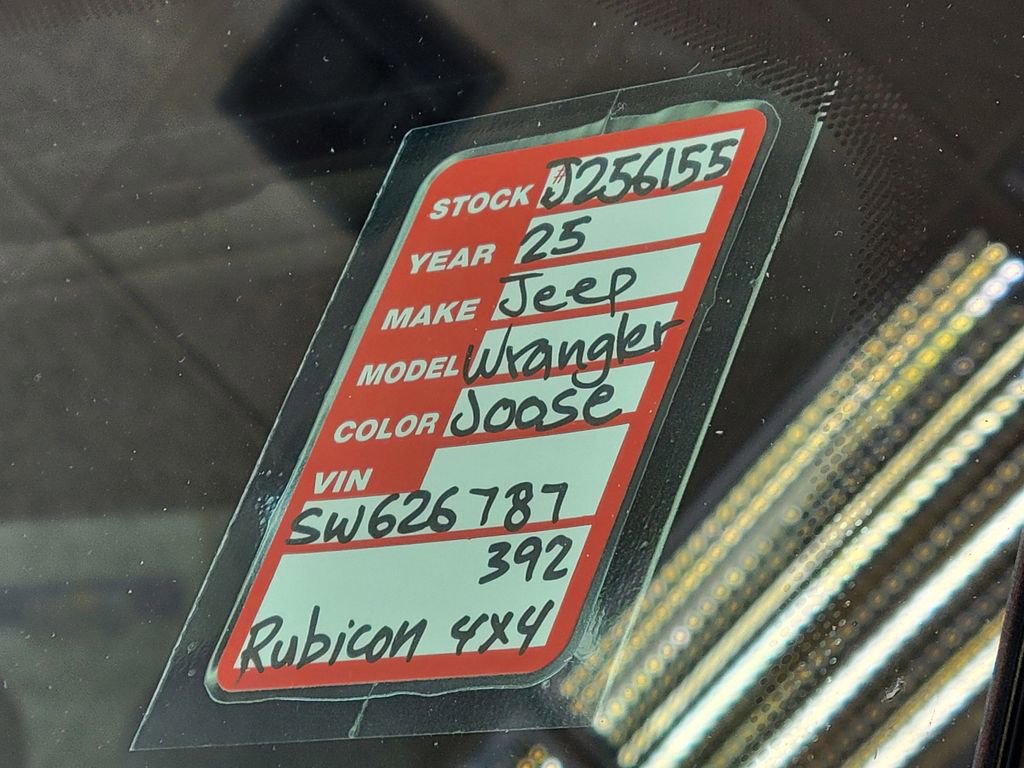 STOCK # J256155
YEAR 25
MAKE Jeep
MODEL Wrangler
COLOR Joose
VIN
SW626787
392
Rubicon 4x4